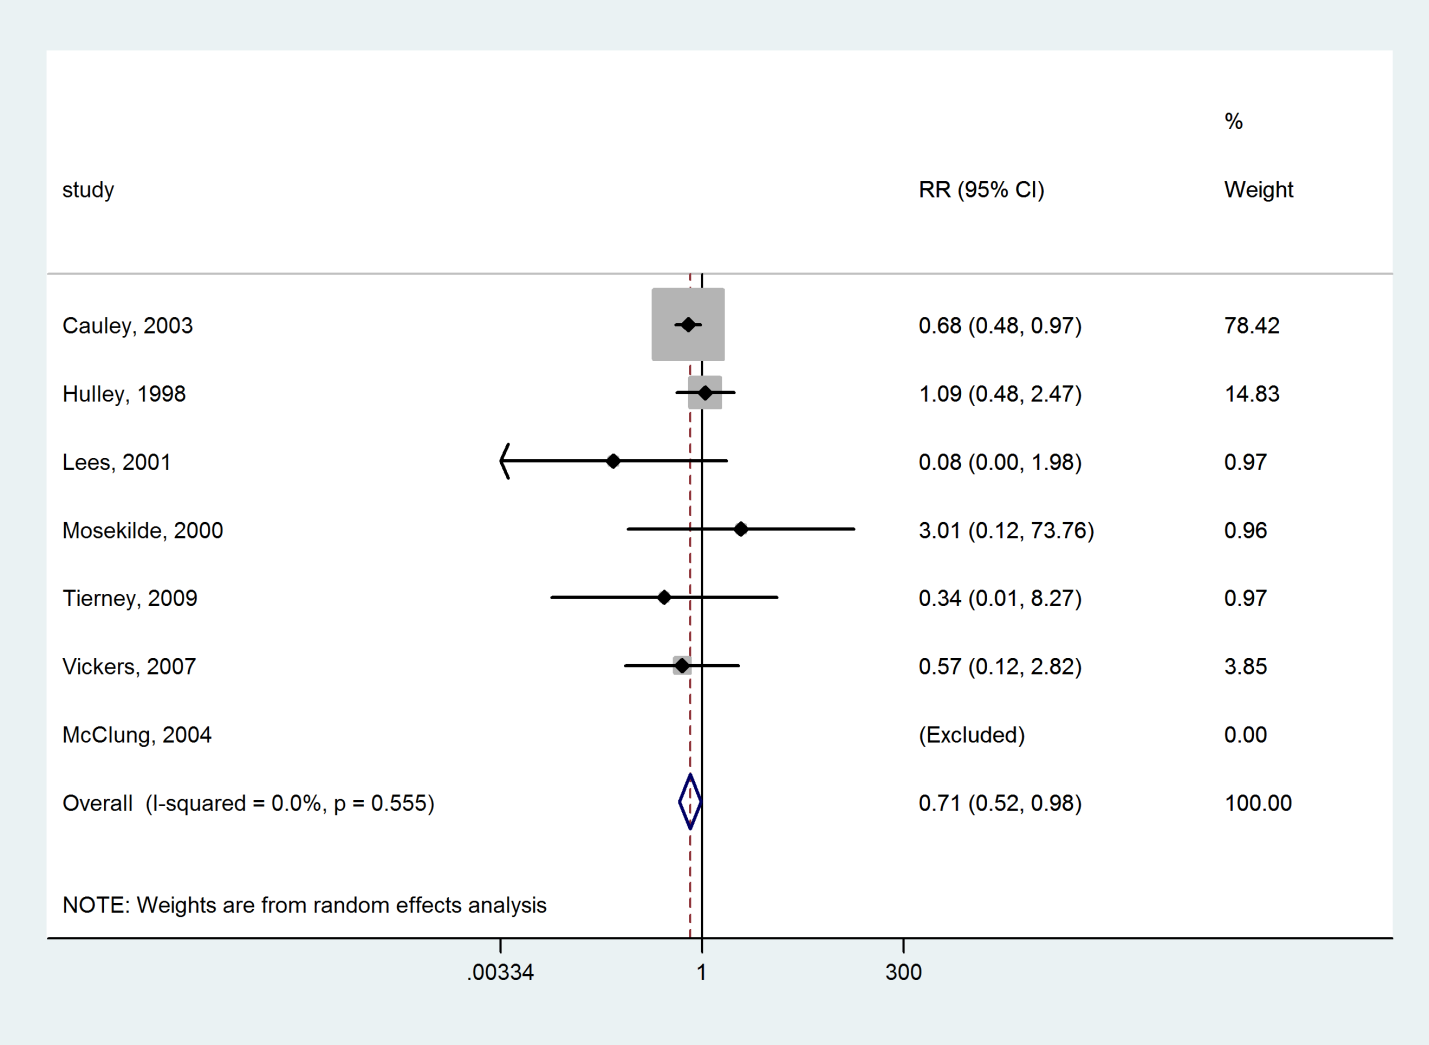 %
study RR (95% CI) Weight
Cauley, 2003 0.68 (0.48, 0.97) 78.42
Hulley, 1998 1.09 (0.48, 2.47) 14.83
Lees, 2001 0.08 (0.00, 1.98) 0.97
Mosekilde, 2000 3.01 (0.12, 73.76) 0.96
Tierney, 2009 0.34 (0.01, 8.27) 0.97
Vickers, 2007 0.57 (0.12, 2.82) 3.85
McClung, 2004 (Excluded) 0.00
Overall (I-squared = 0.0%, p = 0.555) 0.71 (0.52, 0.98) 100.00
NOTE: Weights are from random effects analysis
.00334 1 300